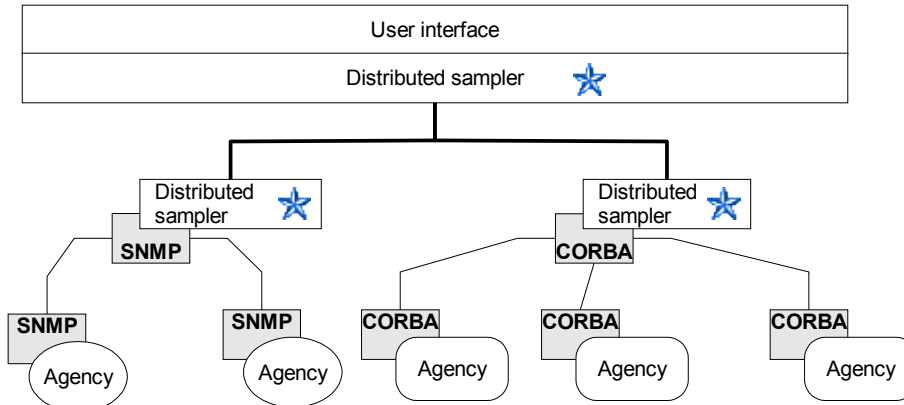 User interface
Distributed sampler
Distributed
sampler
SNMP
Distributed
sampler
CORBA
SNMP
Agency
SNMP
Agency
CORBA
Agency
CORBA
Agency
CORBA
Agency